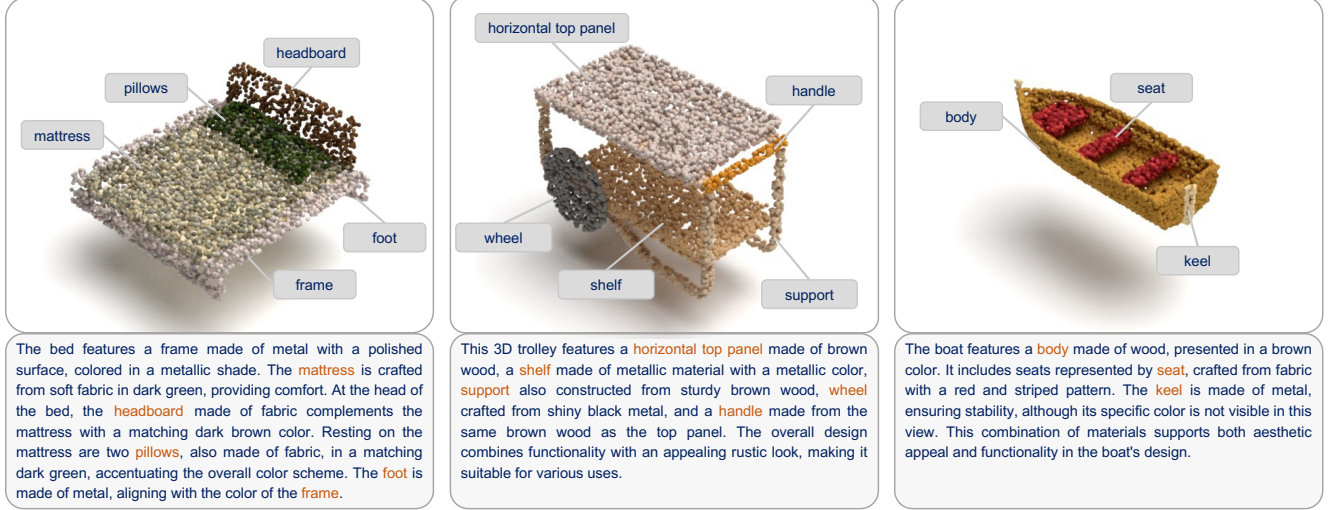 headboard
pillows
mattress
foot
frame
The bed features a frame made of metal with a polished
surface, colored in a metallic shade. The mattress is crafted
from soft fabric in dark green, providing comfort. At the head of
the bed, the headboard made of fabric complements the
mattress with a matching dark brown color. Resting on the
mattress are two pillows, also made of fabric, in a matching
dark green, accentuating the overall color scheme. The foot is
made of metal, aligning with the color of the frame.
horizontal top panel
handle
wheel
shelf
support
This 3D trolley features a horizontal top panel made of brown
wood, a shelf made of metallic material with a metallic color,
support also constructed from sturdy brown wood, wheel
crafted from shiny black metal, and a handle made from the
same brown wood as the top panel. The overall design
combines functionality with an appealing rustic look, making it
suitable for various uses.
seat
body
keel
The boat features a body made of wood, presented in a brown
color. It includes seats represented by seat, crafted from fabric
with a red and striped pattern. The keel is made of metal,
ensuring stability, although its specific color is not visible in this
view. This combination of materials supports both aesthetic
appeal and functionality in the boat's design.